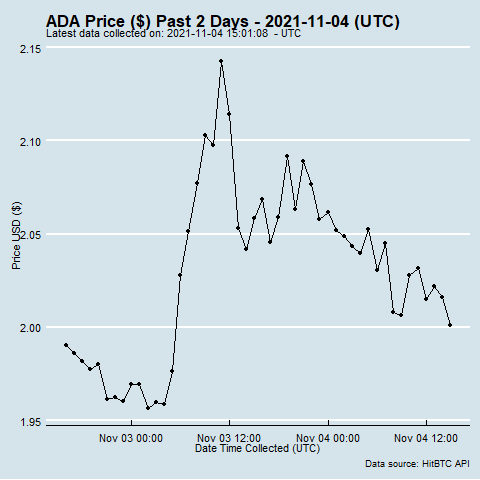 ADA Price ($) Past 2 Days - 2021-11-04 (UTC)
Latest data collected on: 2021-11-04 15:01:08  - UTC
2.15
2.10
2.05
2.00
1.95
Price USD ($)
Nov 03 00:00
Nov 03 12:00
Nov 04 00:00
Nov 04 12:00
Date Time Collected (UTC)
Data source: HitBTC API